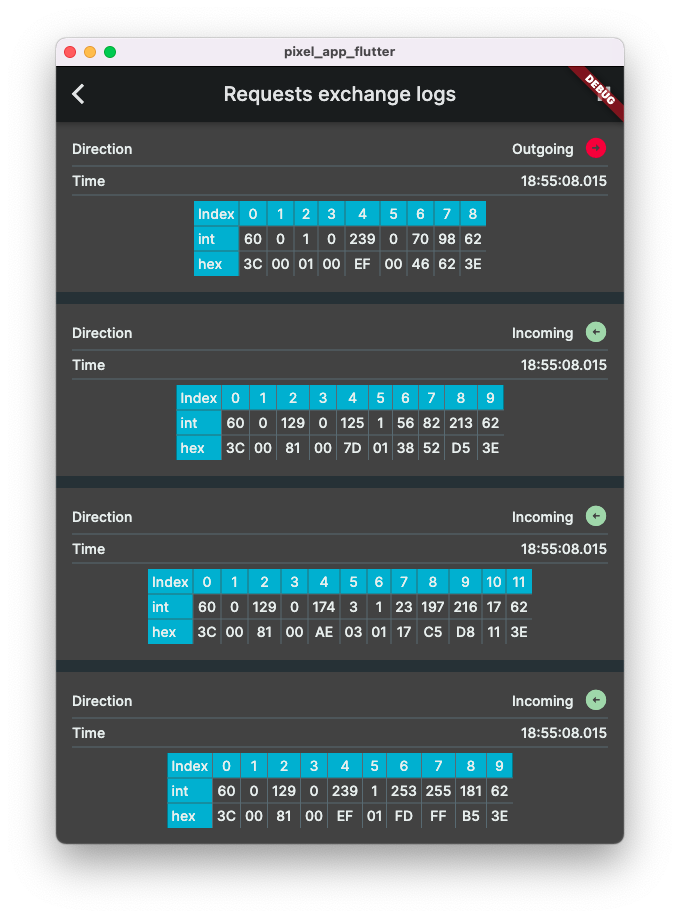 pixel_app_flutter
Requests exchange logs
DEBUG
Direction Outgoing
Time 18:55:08.015
Index 0 1 2 3 4 5 6 7 8
int 60 0 1 0 239 0 70 98 62
hex 3C 00 01 00 EF 00 46 62 3E
Direction Incoming
Time 18:55:08.015
Index 0 1 2 3 4 5 6 7 8 9
int 60 0 129 0 125 1 56 82 213 62
hex 3C 00 81 00 7D 01 38 52 D5 3E
Direction Incoming
Time 18:55:08.015
Index 0 1 2 3 4 5 6 7 8 9 10 11
int 60 0 129 0 174 3 1 23 197 216 17 62
hex 3C 00 81 00 AE 03 01 17 C5 D8 11 3E
Direction Incoming
Time 18:55:08.015
Index 0 1 2 3 4 5 6 7 8 9
int 60 0 129 0 239 1 253 255 181 62
hex 3C 00 81 00 EF 01 FD FF B5 3E